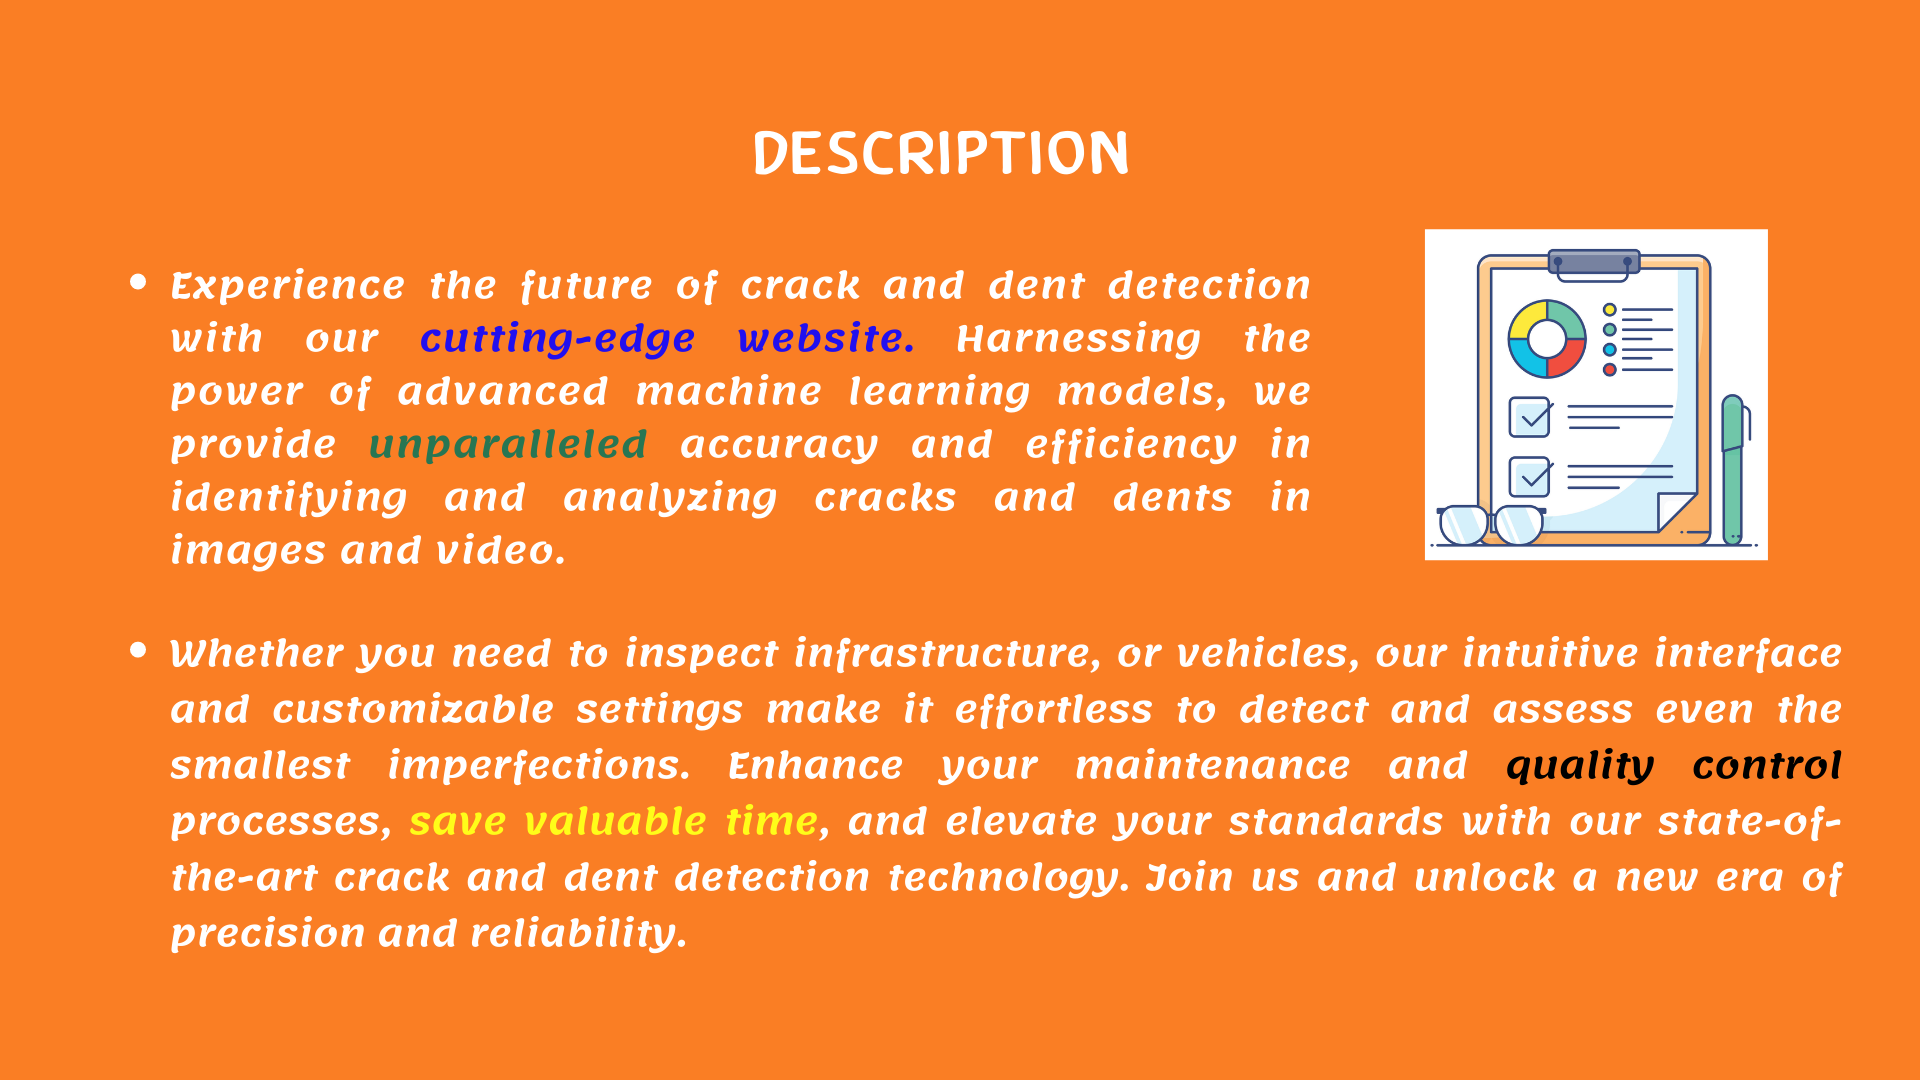 DESCRIPTION
• Experience the future of crack and dent detection
with our cutting-edge website. Harnessing the
power of advanced machine learning models, we
provide unparalleled accuracy and efficiency in
identifying and analyzing cracks and dents in
images and video.
• Whether you need to inspect infrastructure, or vehicles, our intuitive interface
and customizable settings make it effortless to detect and assess even the
smallest imperfections. Enhance your maintenance and quality control
processes, save valuable time, and elevate your standards with our state-of-
the-art crack and dent detection technology. Join us and unlock a new era of
precision and reliability.